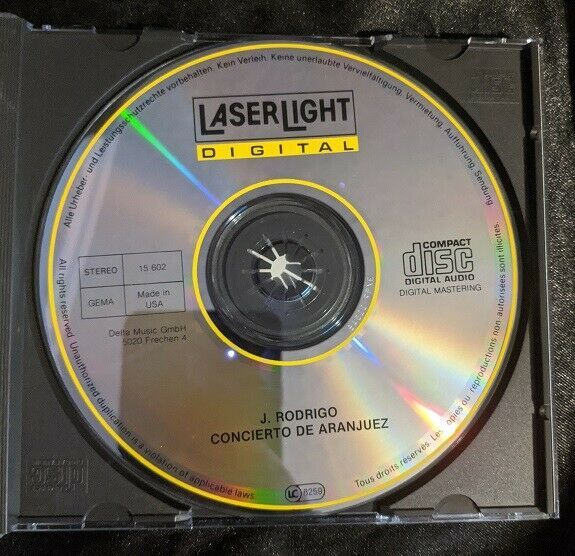 Alle Urheber- und Leistungsschutzrechte vorbehalten. Kein Verleih. Keine unerlaubte Vervielfältigung, Vermietung, Aufführung, Sendung.
LASERLIGHT
DIGITAL
STEREO
15 602
GEMA
Made in
USA
Delta Music GmbH
5020 Frechen 4
COMPACT
disc
DIGITAL AUDIO
DIGITAL MASTERING
J. RODRIGO
CONCIERTO DE ARANJUEZ
All rights reserved. Unauthorized duplication is a violation of applicable laws.
LC
8259
Tous droits réservés. Les copies ou reproductions non-autorisées sont illicites.